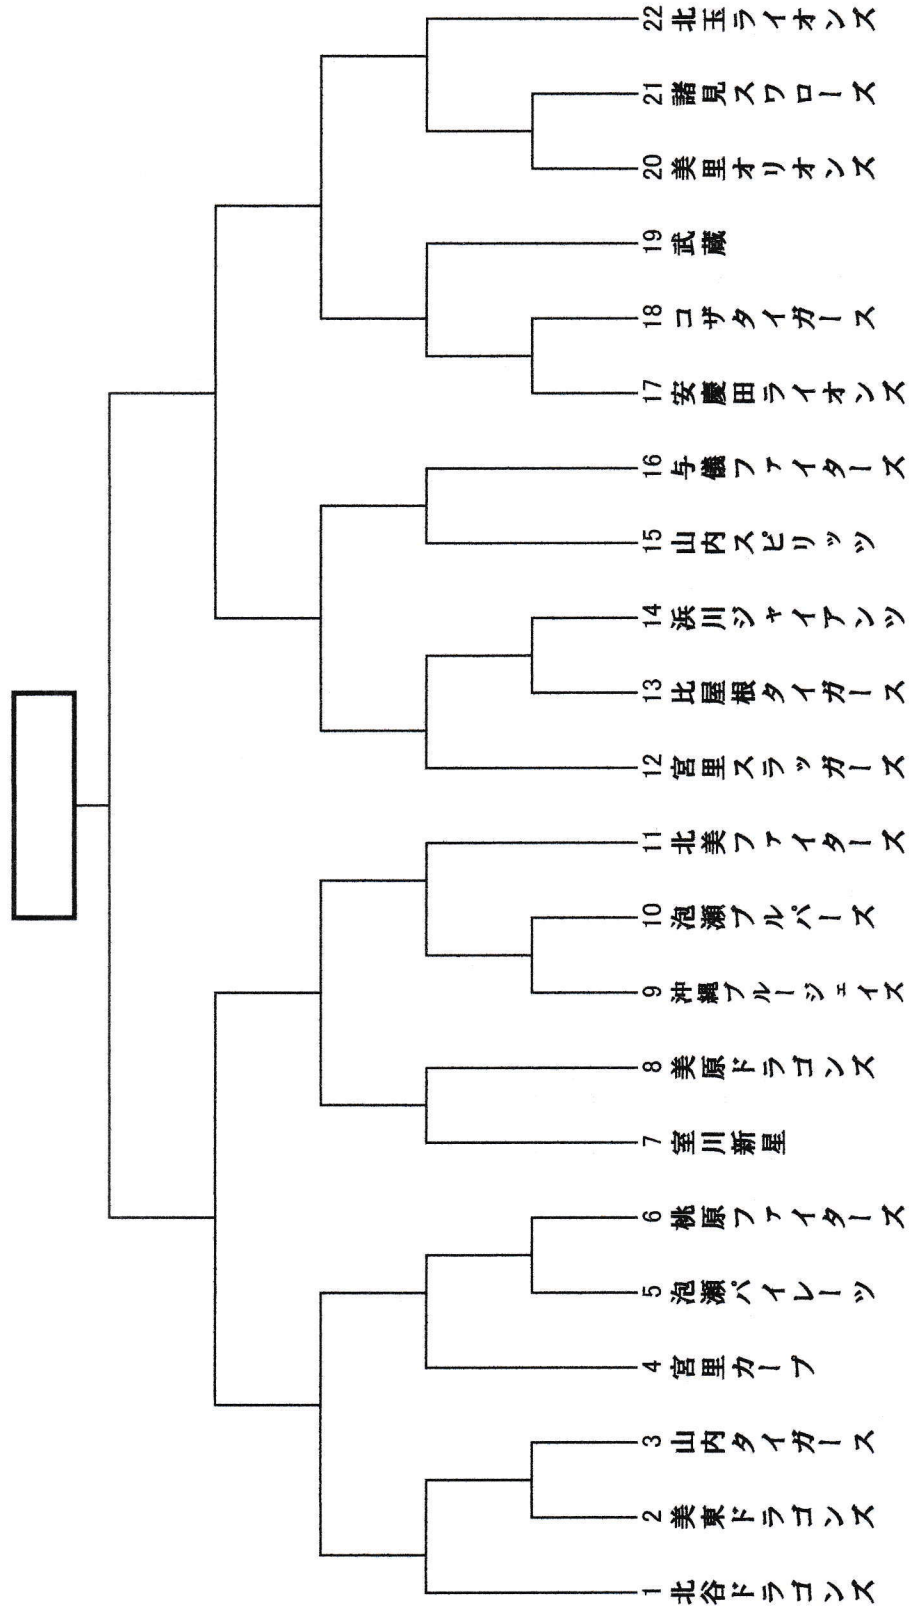 1 北谷ドラゴンズ
2 美東ドラゴンズ
3 山内タイガース
4 宮里カープ
5 泡瀬パイレーツ
6 桃原ファイターズ
7 室川新星
8 美原ドラゴンズ
9 沖縄ブルージェイズ
10 泡瀬ブルパーズ
11 北美ファイターズ
12 宮里スラッガーズ
13 比屋根タイガース
14 浜川ジャイアンツ
15 山内スピリッツ
16 与儀ファイターズ
17 安慶田ライオンズ
18 コザタイガース
19 武蔵
20 美里オリオンズ
21 諸見スワローズ
22 北玉ライオンズ